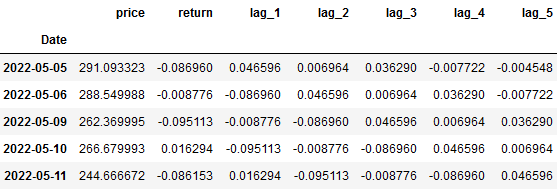 price return lag_1 lag_2 lag_3 lag_4 lag_5
Date
2022-05-05 291.093323 -0.086960 0.046596 0.006964 0.036290 -0.007722 -0.004548
2022-05-06 288.549988 -0.008776 -0.086960 0.046596 0.006964 0.036290 -0.007722
2022-05-09 262.369995 -0.095113 -0.008776 -0.086960 0.046596 0.006964 0.036290
2022-05-10 266.679993 0.016294 -0.095113 -0.008776 -0.086960 0.046596 0.006964
2022-05-11 244.666672 -0.086153 0.016294 -0.095113 -0.008776 -0.086960 0.046596